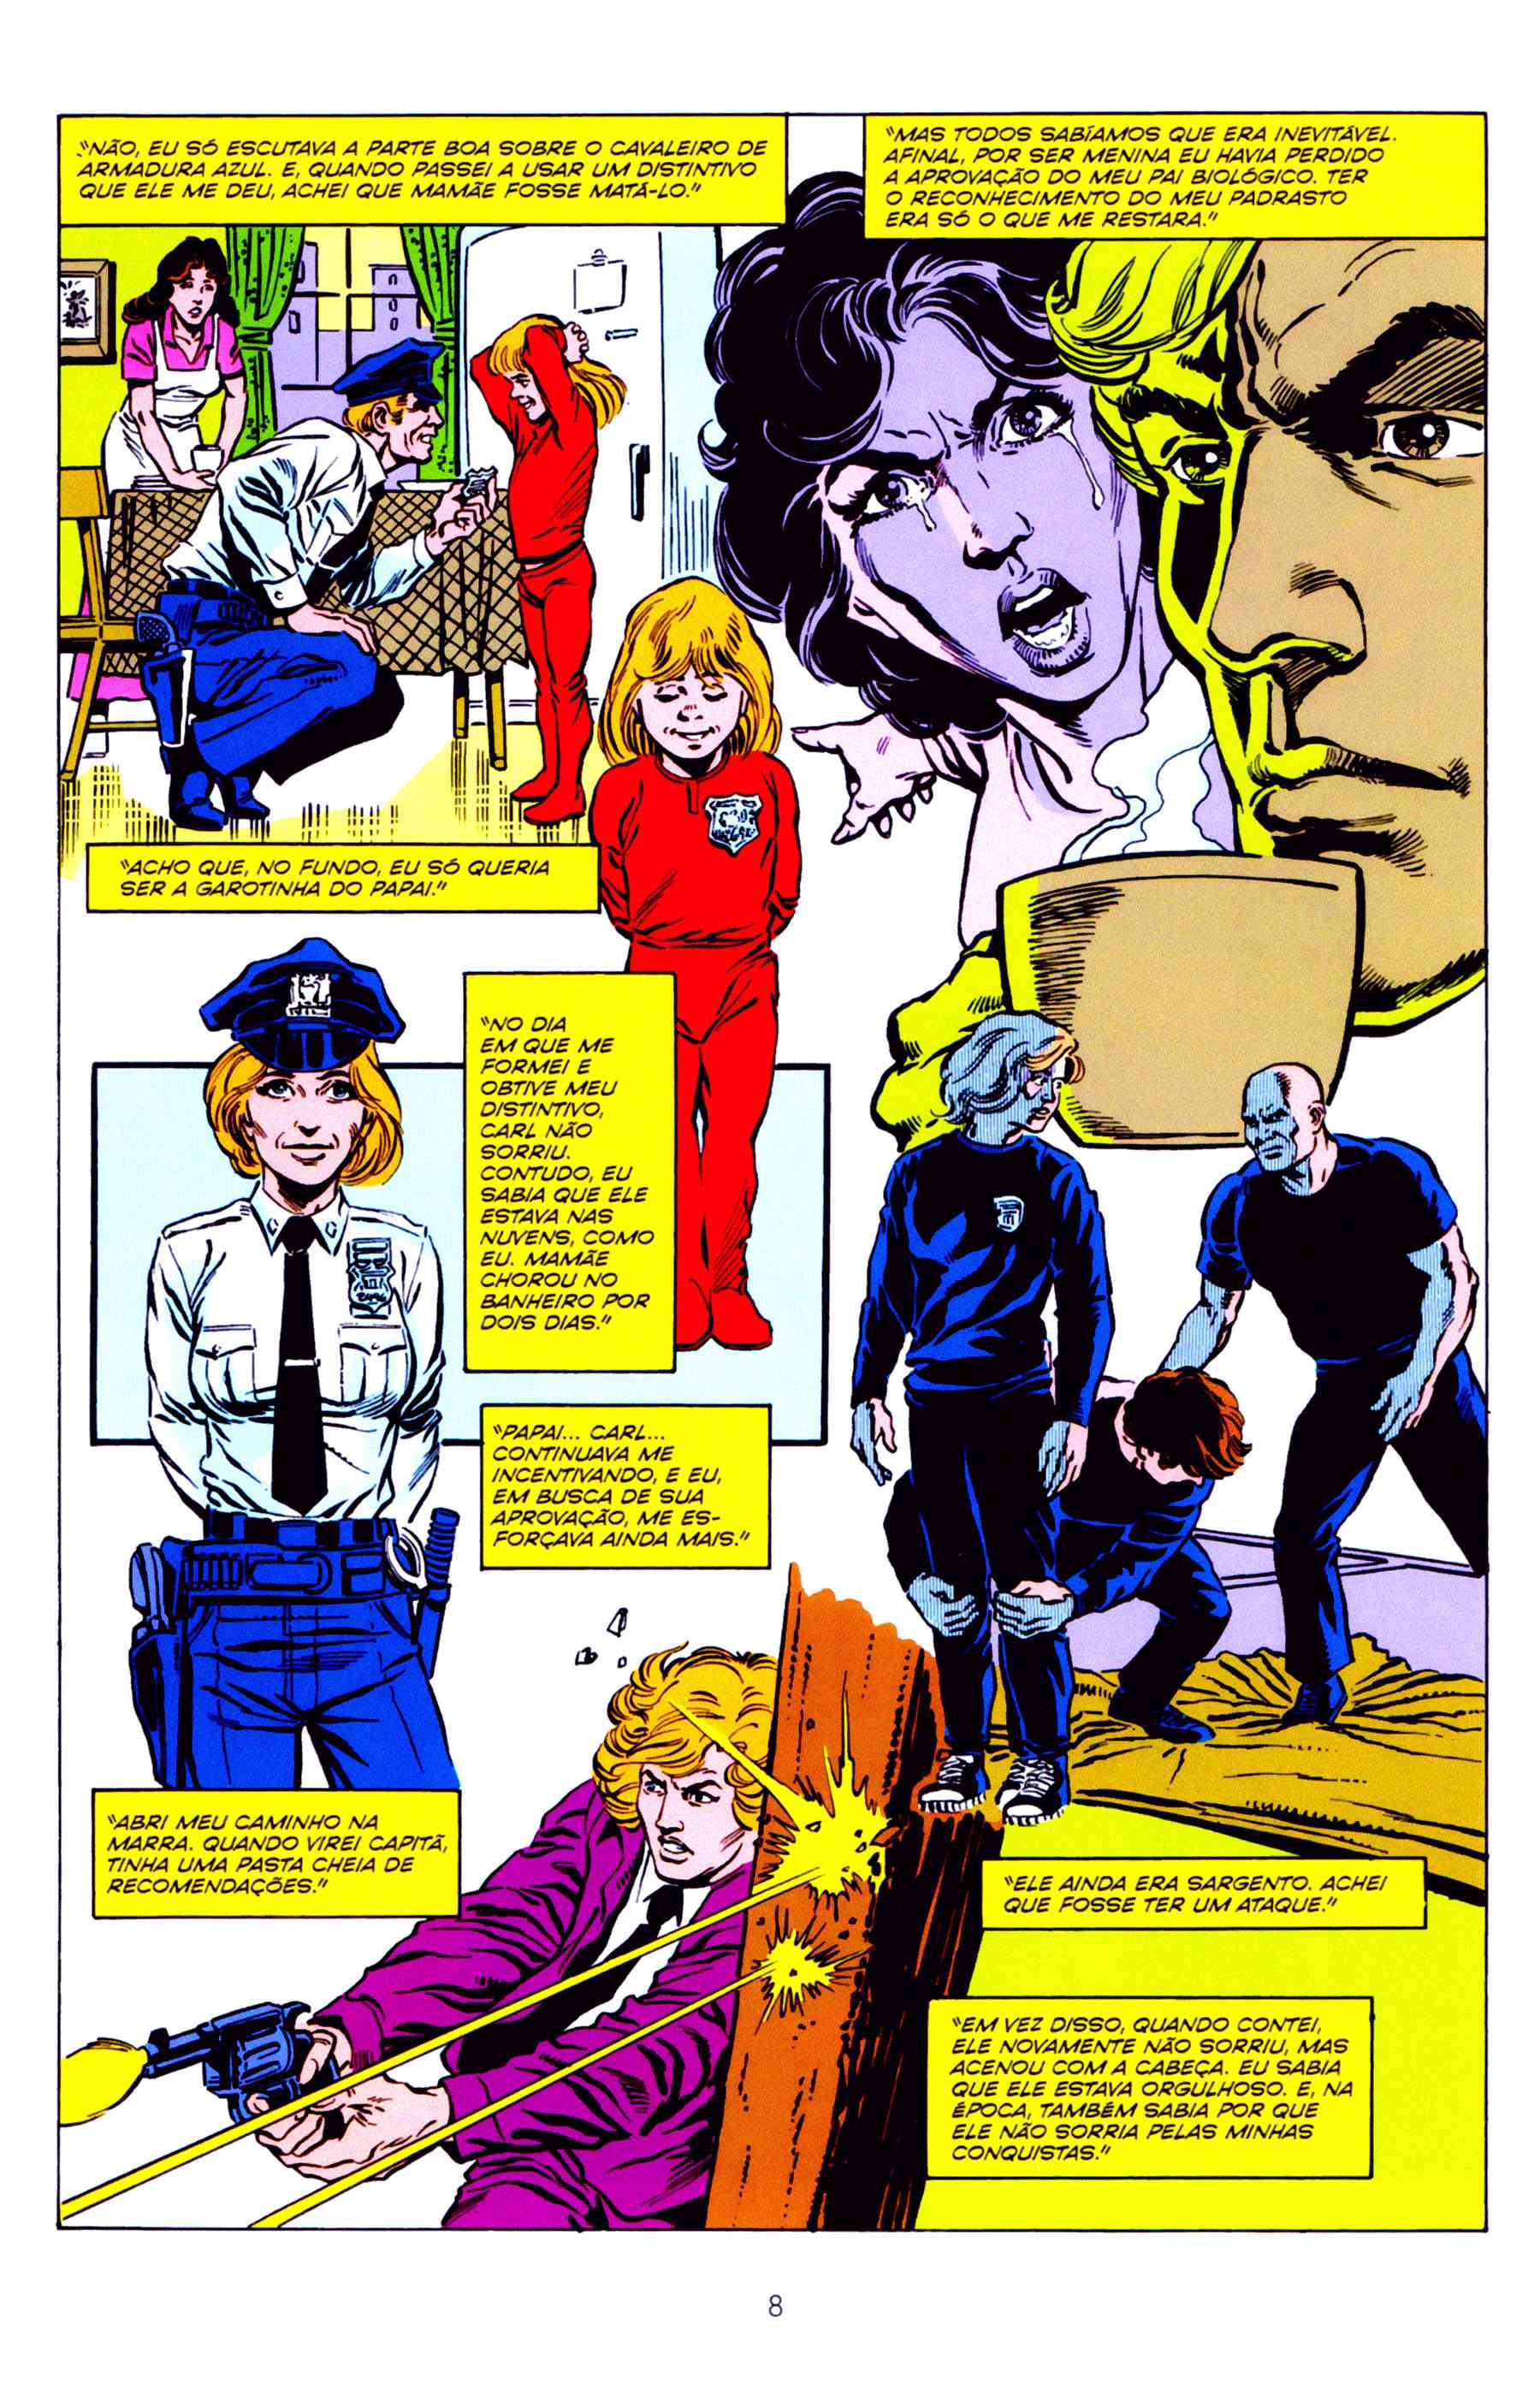 "NÃO, EU SÓ ESCUTAVA A PARTE BOA SOBRE O CAVALEIRO DE
ARMADURA AZUL. E, QUANDO PASSEI A USAR UM DISTINTIVO
QUE ELE ME DEU, ACHEI QUE MAMÃE FOSSE MATÁ-LO."
"MAS TODOS SABÍAMOS QUE ERA INEVITÁVEL.
AFINAL, POR SER MENINA EU HAVIA PERDIDO
A APROVAÇÃO DO MEU PAI BIOLÓGICO. TER
O RECONHECIMENTO DO MEU PADRASTO
ERA SÓ O QUE ME RESTARA."
"ACHO QUE, NO FUNDO, EU SÓ QUERIA
SER A GAROTINHA DO PAPAI."
"NO DIA
EM QUE ME
FORMEI E
OBTIVE MEU
DISTINTIVO,
CARL NÃO
SORRIU.
CONTUDO, EU
SABIA QUE ELE
ESTAVA NAS
NUVENS, COMO
EU. MAMÃE
CHOROU NO
BANHEIRO POR
DOIS DIAS."
"PAPAI... CARL...
CONTINUAVA ME
INCENTIVANDO, E EU,
EM BUSCA DE SUA
APROVAÇÃO, ME ES-
FORÇAVA AINDA MAIS."
"ABRI MEU CAMINHO NA
MARRA. QUANDO VIREI CAPITÃ,
TINHA UMA PASTA CHEIA DE
RECOMENDAÇÕES."
"ELE AINDA ERA SARGENTO. ACHEI
QUE FOSSE TER UM ATAQUE."
"EM VEZ DISSO, QUANDO CONTEI,
ELE NOVAMENTE NÃO SORRIU, MAS
ACENOU COM A CABEÇA. EU SABIA
QUE ELE ESTAVA ORGULHOSO. E, NA
ÉPOCA, TAMBÉM SABIA POR QUE
ELE NÃO SORRIA PELAS MINHAS
CONQUISTAS."
8